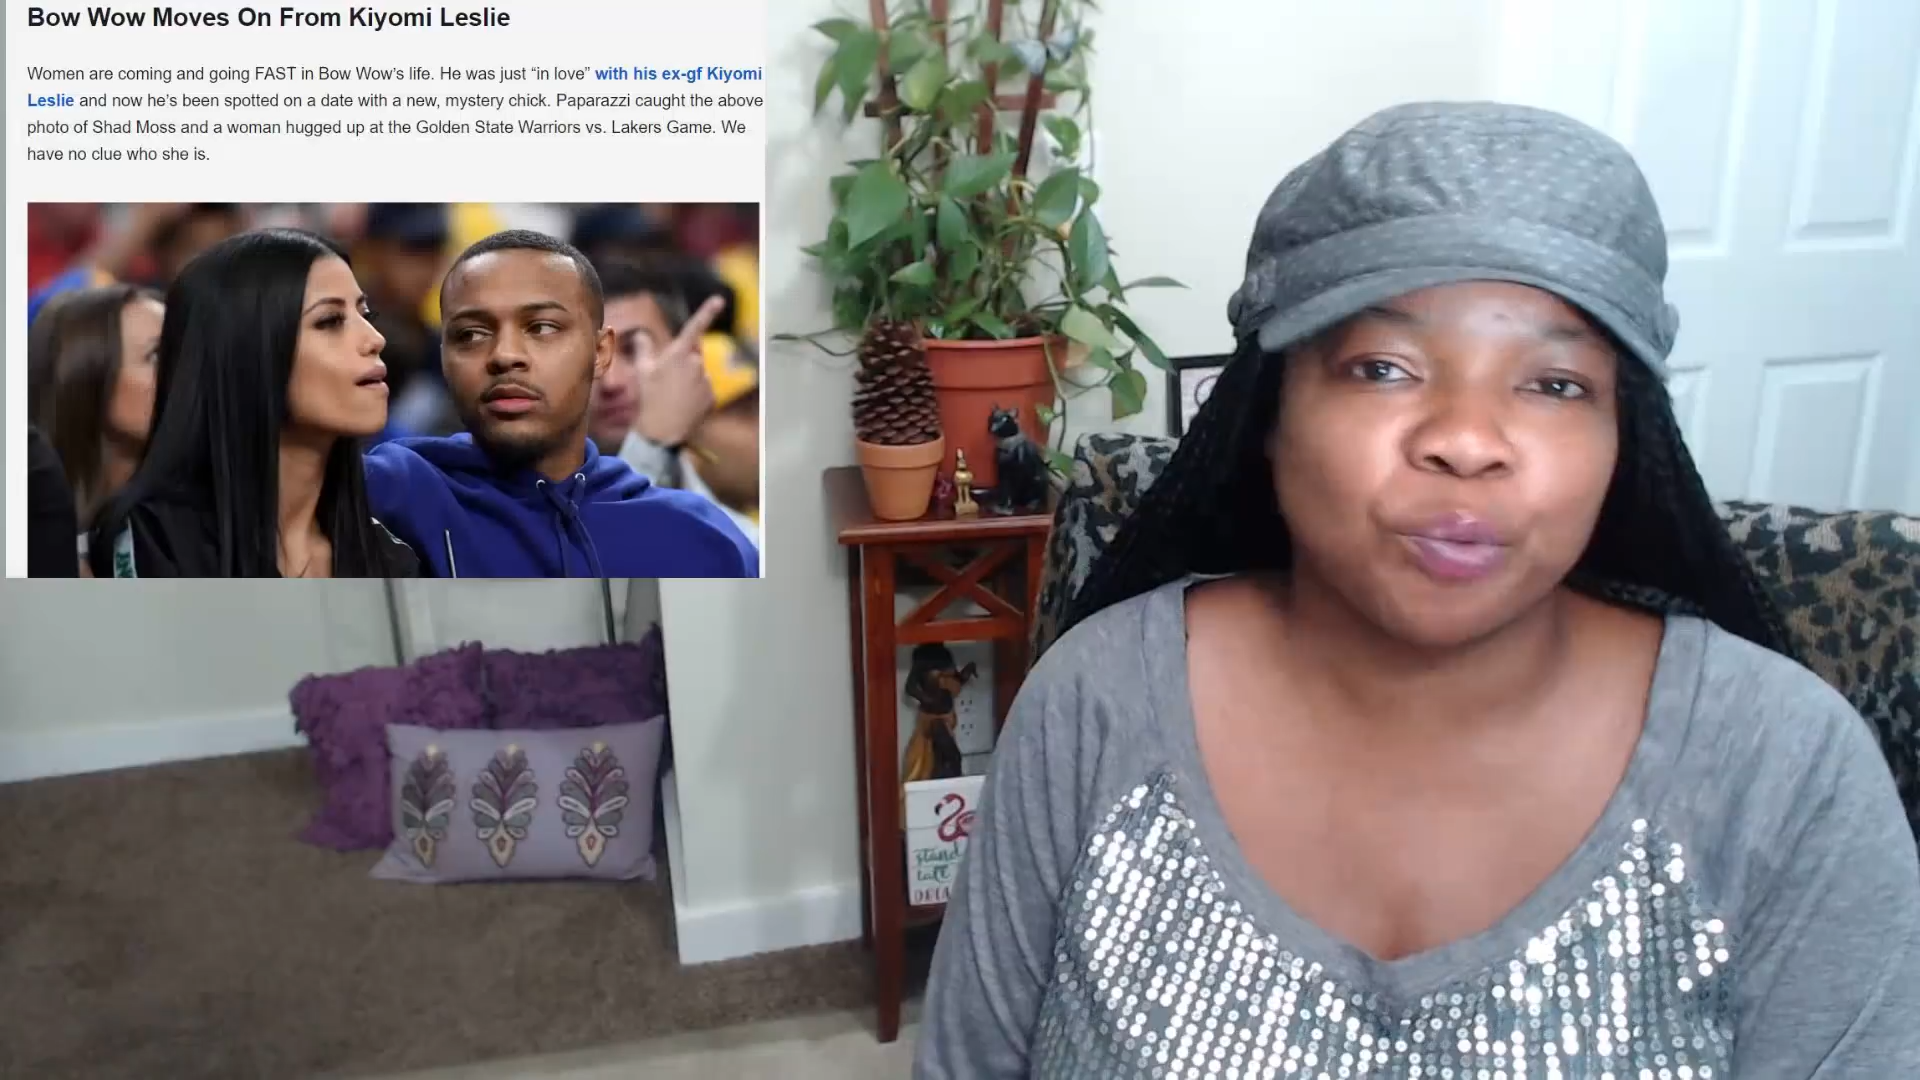 Bow Wow Moves On From Kiyomi Leslie
Women are coming and going FAST in Bow Wow’s life. He was just “in love” with his ex-gf Kiyomi
Leslie and now he’s been spotted on a date with a new, mystery chick. Paparazzi caught the above
photo of Shad Moss and a woman hugged up at the Golden State Warriors vs. Lakers Game. We
have no clue who she is.
stand
tall